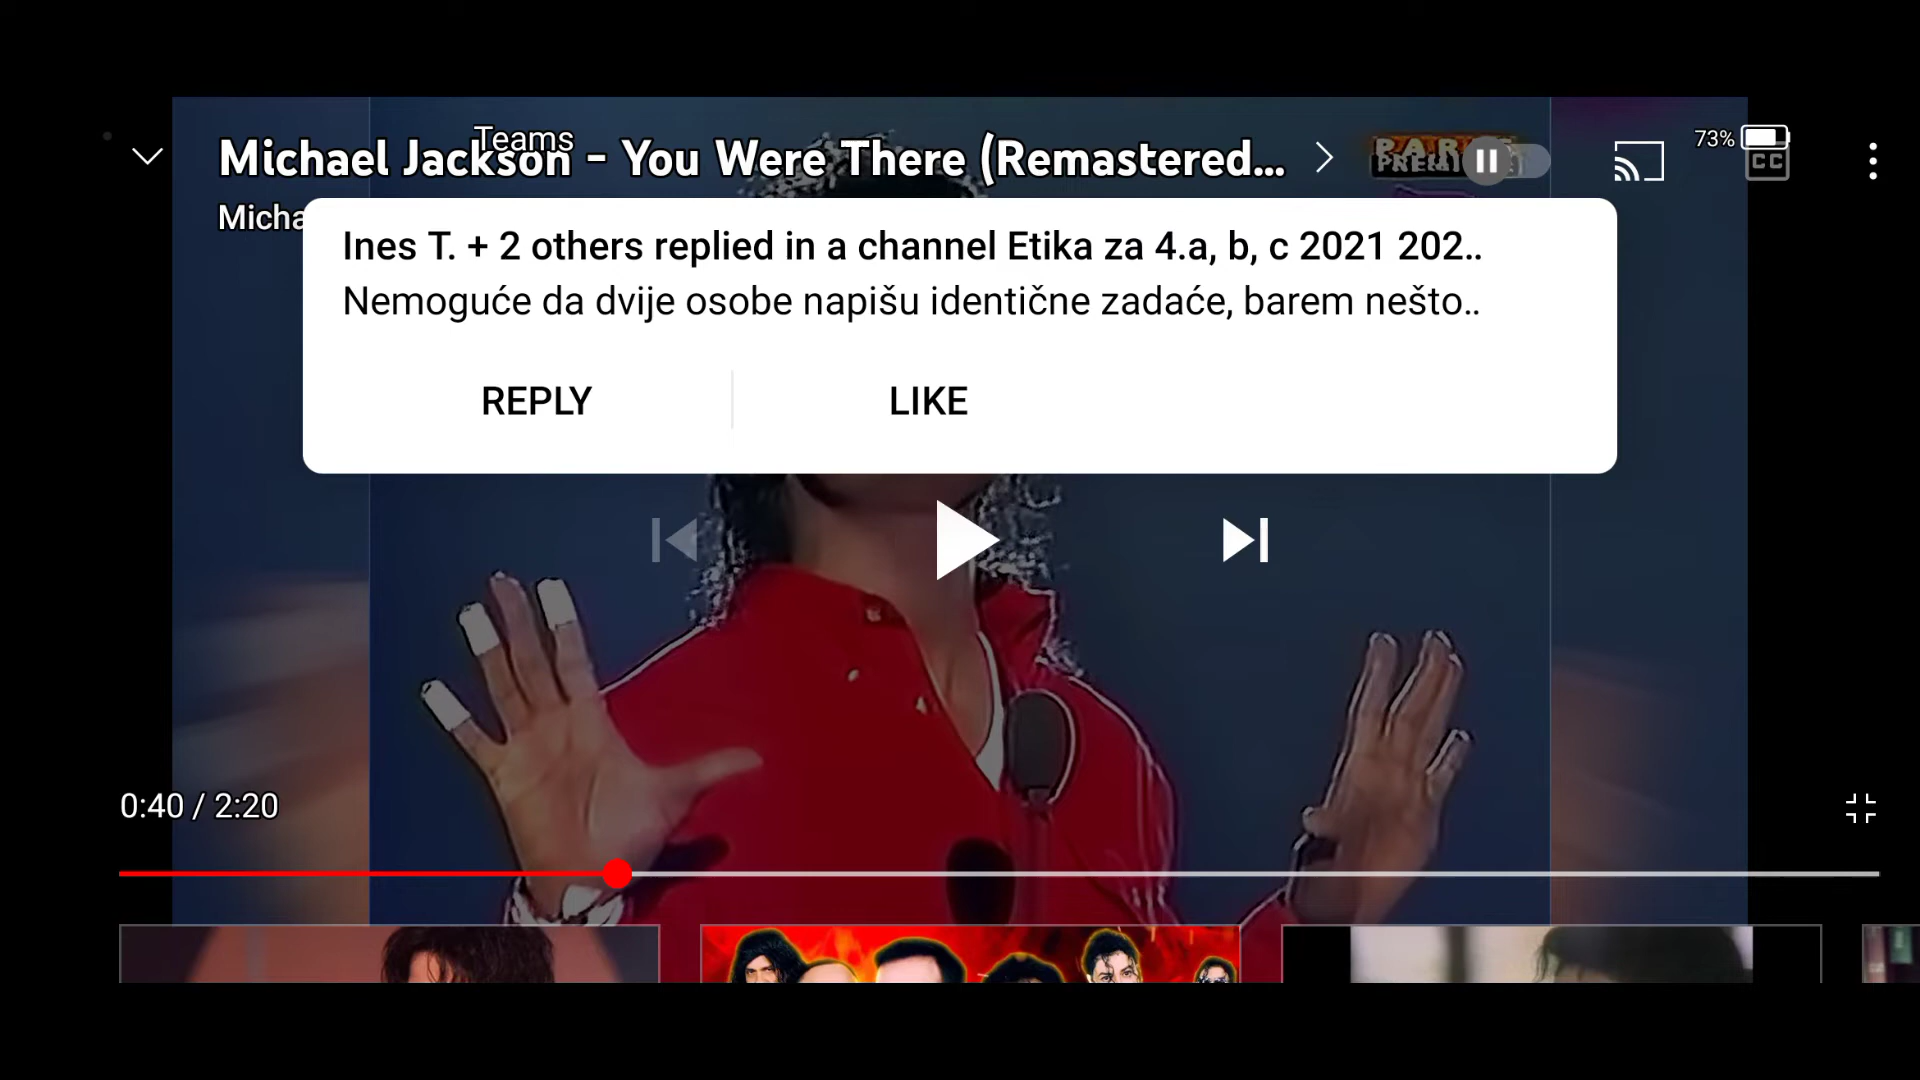 Teams
73%
Michael Jackson - You Were There (Remastered...
CC
Micha
Ines T. + 2 others replied in a channel Etika za 4.a, b, c 2021 202..
Nemoguće da dvije osobe napišu identične zadaće, barem nešto..
REPLY
LIKE
0:40 / 2:20